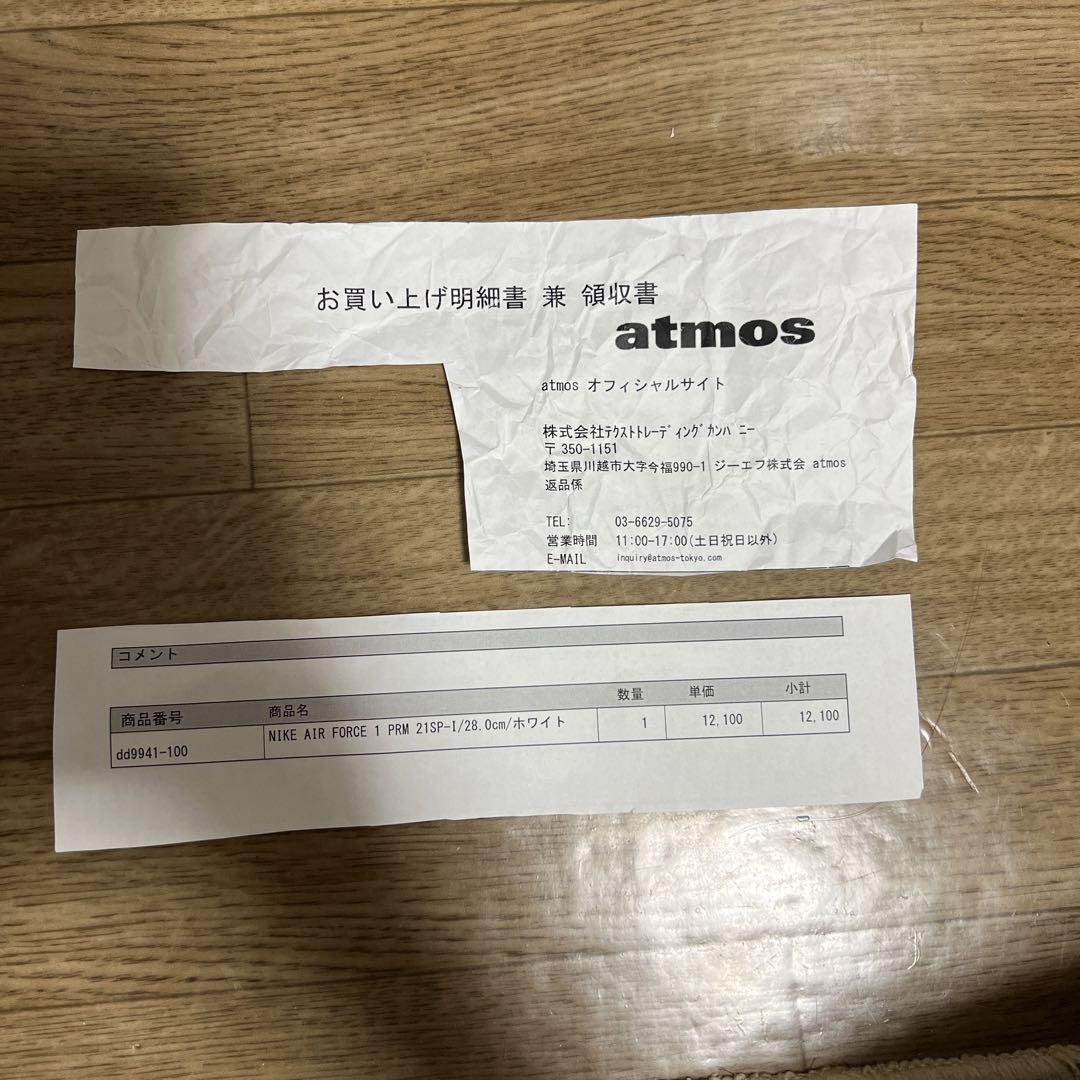 お買い上げ明細書 兼 領収書
atmos
atmos オフィシャルサイト
株式会社ﾃｸｽﾄﾄﾚｰﾃﾞｨﾝｸﾞｶﾝﾊﾟﾆｰ
〒 350-1151
埼玉県川越市大字今福990-1 ジーエフ株式会 atmos
返品係
TEL: 03-6629-5075
営業時間 11:00-17:00(土日祝日以外)
E-MAIL inquiry@atmos-tokyo.com
コメント
商品番号 商品名 数量 単価 小計
dd9941-100 NIKE AIR FORCE 1 PRM 21SP-I/28.0cm/ホワイト 1 12,100 12,100